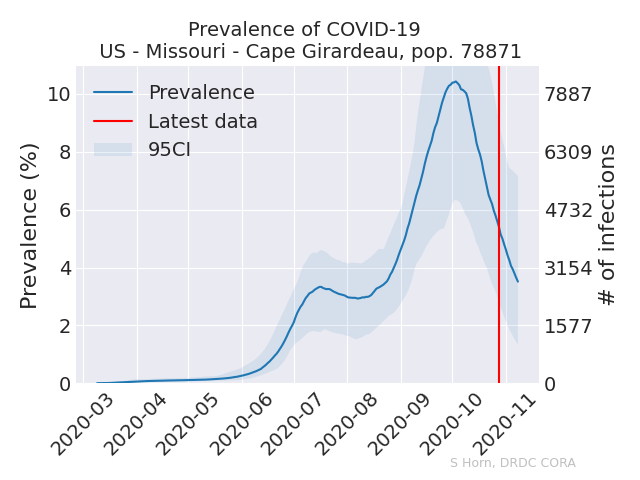 Prevalence of COVID-19
US - Missouri - Cape Girardeau, pop. 78871
Prevalence
Latest data
95CI
Prevalence (%)
10
8
6
4
2
0
7887
6309
4732
3154
1577
0
# of infections
2020-03
2020-04
2020-05
2020-06
2020-07
2020-08
2020-09
2020-10
2020-11
S Horn, DRDC CORA